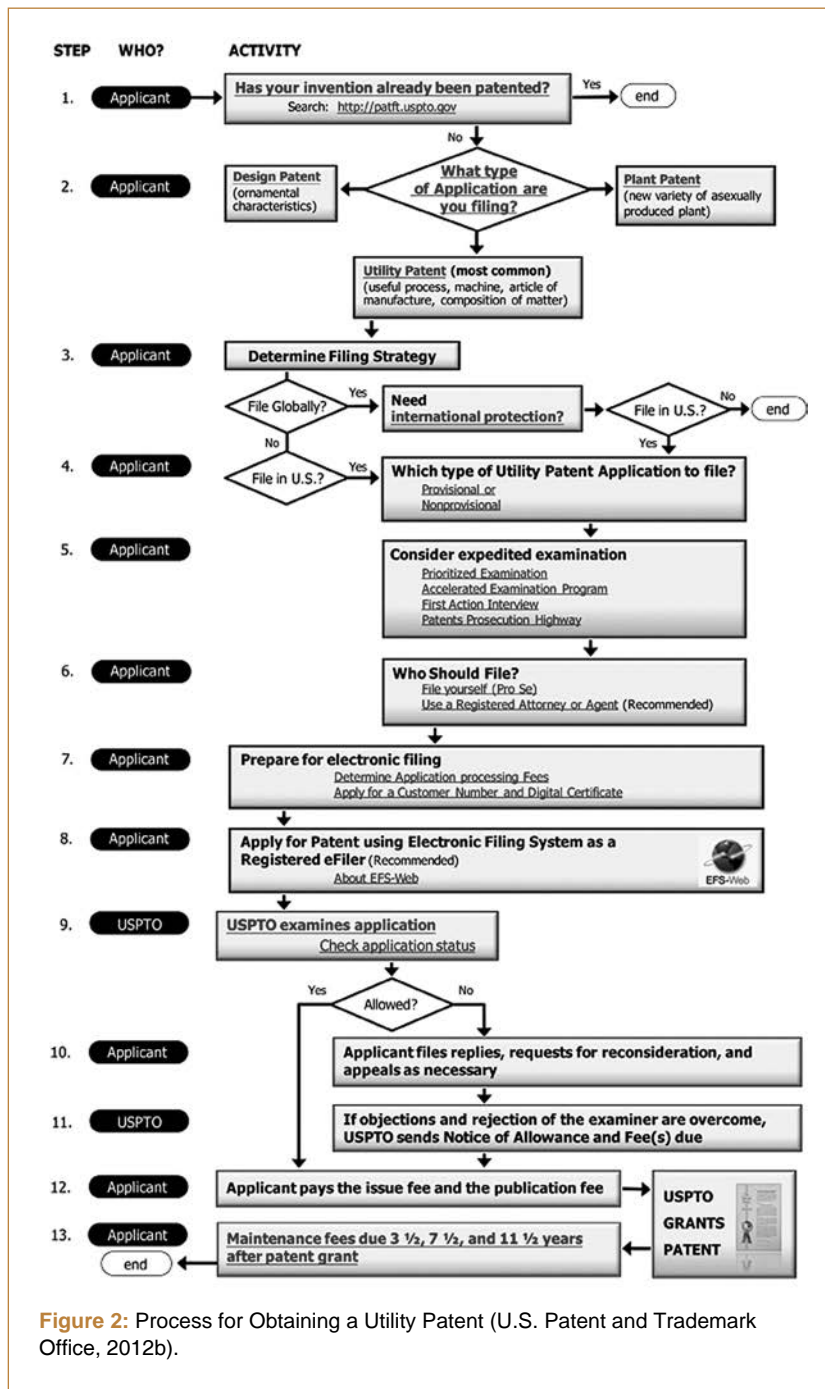 STEP WHO? ACTIVITY
1. Applicant
Has your invention already been patented?
Search: http://patft.uspto.gov
Yes
end
No
2. Applicant
Design Patent
(ornamental
characteristics)
What type
of Application are
you filing?
Plant Patent
(new variety of asexually
produced plant)
Utility Patent (most common)
(useful process, machine, article of
manufacture, composition of matter)
3. Applicant
Determine Filing Strategy
File Globally?
Yes
Need
international protection?
File in U.S.?
No
end
No
Yes
4. Applicant
File in U.S.?
Yes
Which type of Utility Patent Application to file?
Provisional or
Nonprovisional
5. Applicant
Consider expedited examination
Prioritized Examination
Accelerated Examination Program
First Action Interview
Patents Prosecution Highway
6. Applicant
Who Should File?
File yourself (Pro Se)
Use a Registered Attorney or Agent (Recommended)
7. Applicant
Prepare for electronic filing
Determine Application processing Fees
Apply for a Customer Number and Digital Certificate
8. Applicant
Apply for Patent using Electronic Filing System as a
Registered eFiler (Recommended)
About EFS-Web
EFS-Web
9. USPTO
USPTO examines application
Check application status
Yes
Allowed?
No
10. Applicant
Applicant files replies, requests for reconsideration, and
appeals as necessary
11. USPTO
If objections and rejection of the examiner are overcome,
USPTO sends Notice of Allowance and Fee(s) due
12. Applicant
Applicant pays the issue fee and the publication fee
USPTO
GRANTS
PATENT
13. Applicant
Maintenance fees due 3 ½, 7 ½, and 11 ½ years
after patent grant
end
Figure 2: Process for Obtaining a Utility Patent (U.S. Patent and Trademark
Office, 2012b).